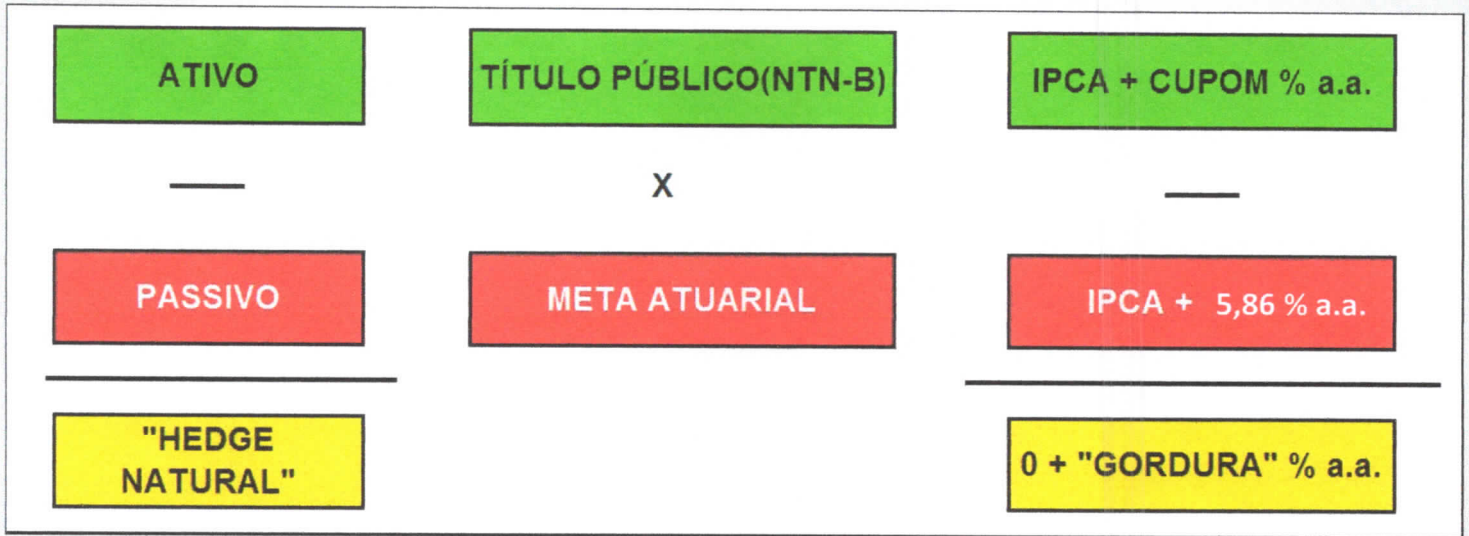 ATIVO
TÍTULO PÚBLICO(NTN-B)
IPCA + CUPOM % a.a.
X
PASSIVO
META ATUARIAL
IPCA + 5,86 % a.a.
"HEDGE
NATURAL"
0 + "GORDURA" % a.a.